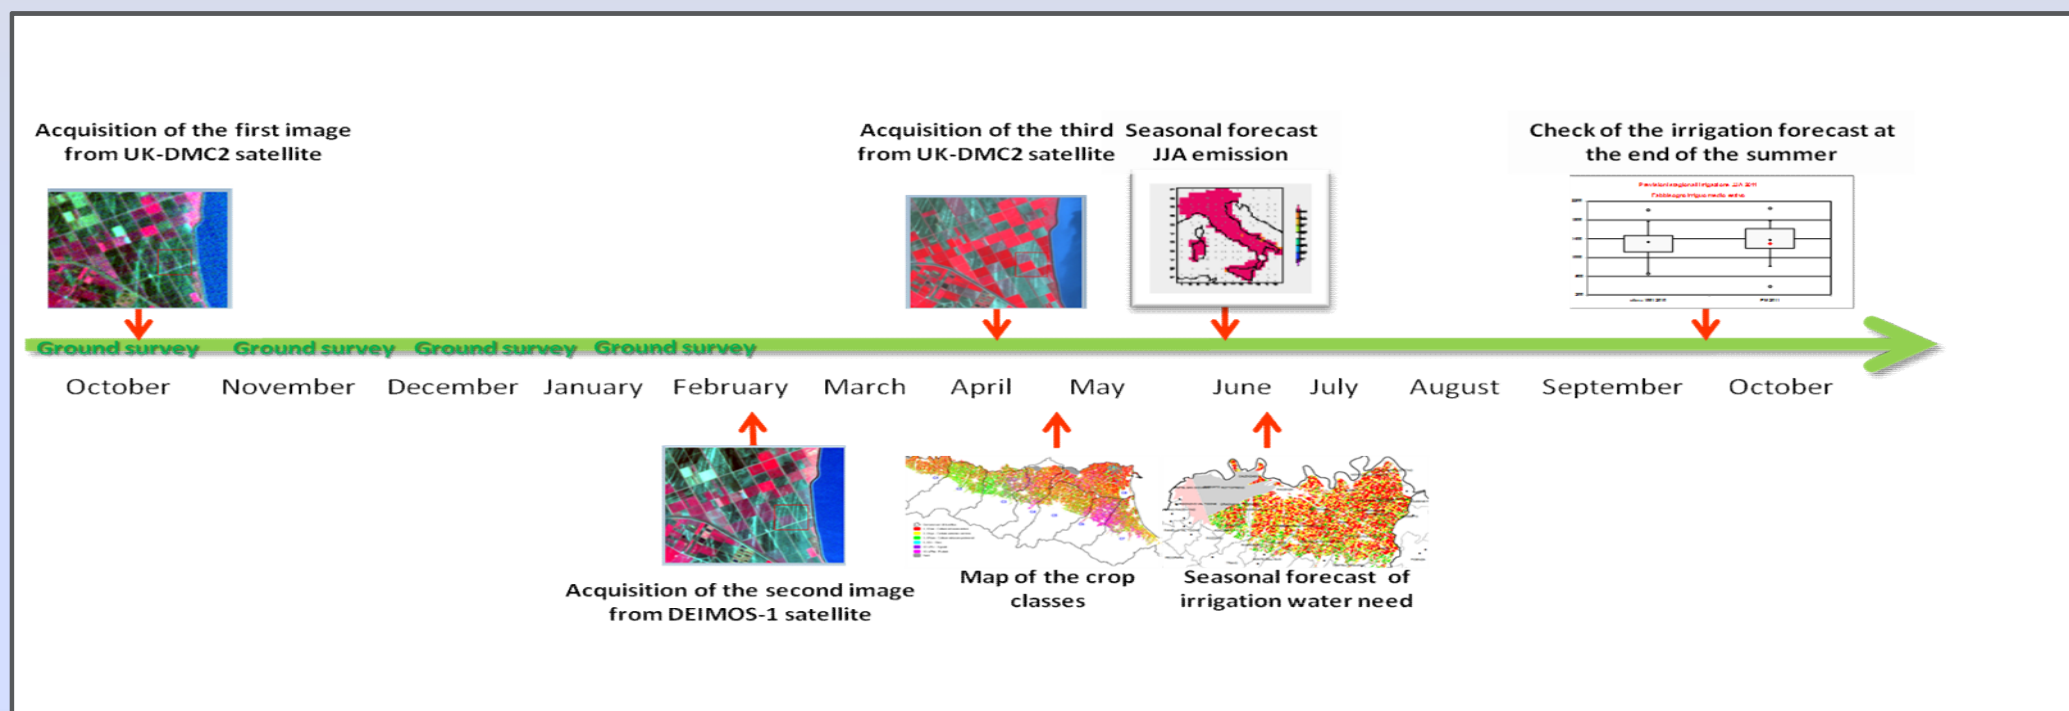 Acquisition of the first image
from UK-DMC2 satellite
Acquisition of the third
from UK-DMC2 satellite
Seasonal forecast
JJA emission
Check of the irrigation forecast at
the end of the summer
Ground survey
Ground survey
Ground survey
Ground survey
October
November
December
January
February
March
April
May
June
July
August
September
October
Acquisition of the second image
from DEIMOS-1 satellite
Map of the crop
classes
Seasonal forecast of
irrigation water need